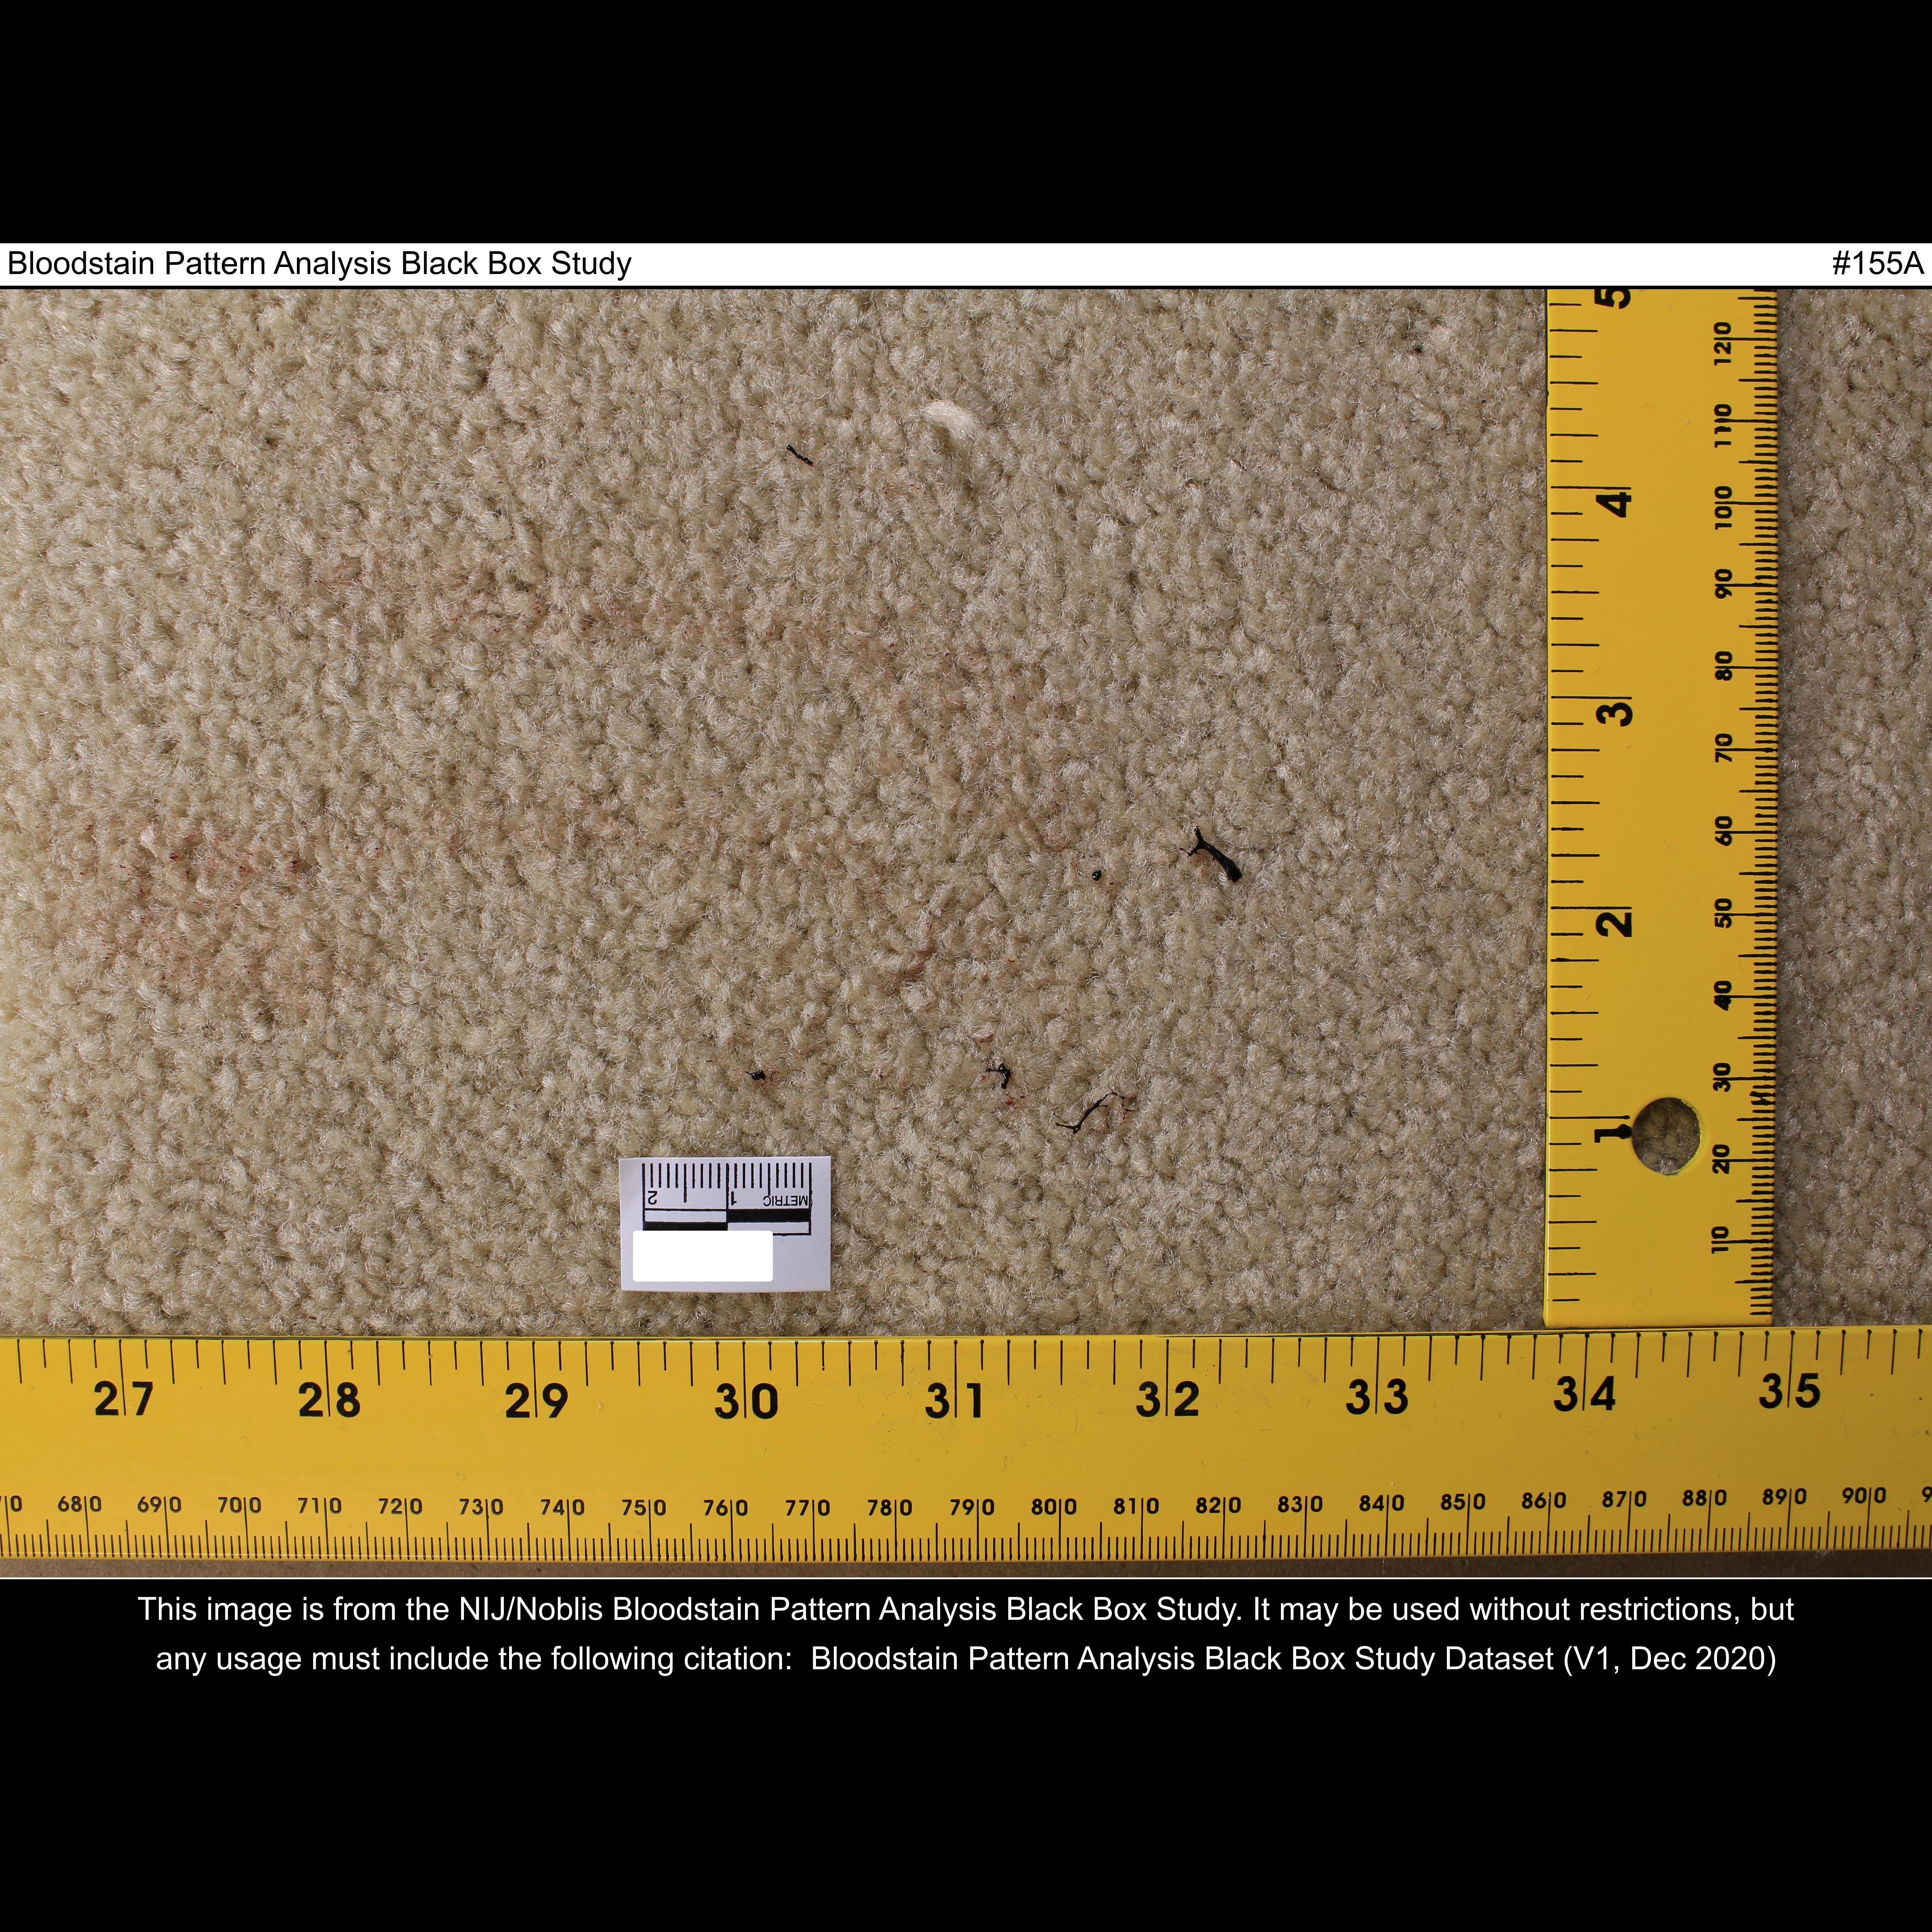 Bloodstain Pattern Analysis Black Box Study #155A
5
120
110
4
100
90
80
3
70
60
2
50
40
30
1
20
10
2 1 METRIC
27 28 29 30 31 32 33 34 35
680 690 700 710 720 730 740 750 760 770 780 790 800 810 820 830 840 850 860 870 880 890 900
This image is from the NIJ/Noblis Bloodstain Pattern Analysis Black Box Study. It may be used without restrictions, but
any usage must include the following citation: Bloodstain Pattern Analysis Black Box Study Dataset (V1, Dec 2020)